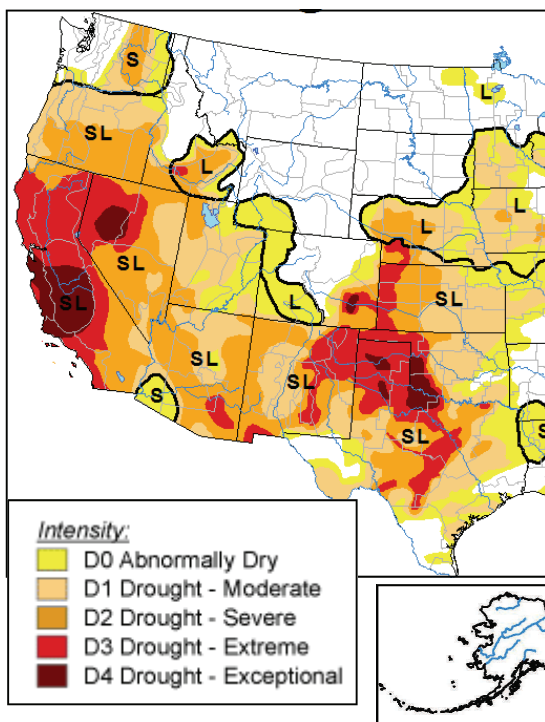 S
L
SL
L
L
L
SL
SL
SL
L
SL
SL
S
SL
S
Intensity:
D0 Abnormally Dry
D1 Drought - Moderate
D2 Drought - Severe
D3 Drought - Extreme
D4 Drought - Exceptional